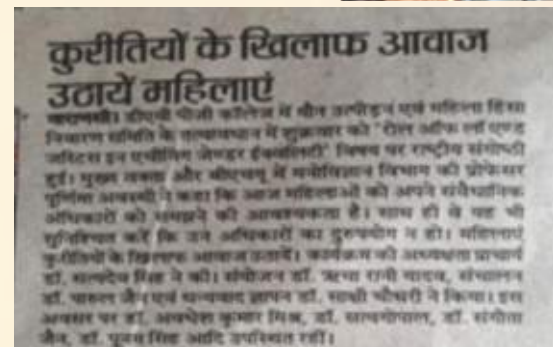 कुरीतियों के खिलाफ आवाज
उठायें महिलाएं
वाराणसी। डीएवी पीजी कॉलेज में यौन उत्पीड़न एवं महिला हिंसा
निवारण समिति के तत्वावधान में शुक्रवार को "रोल ऑफ लॉ एण्ड
जस्टिस इन एचीविंग जेण्डर ईक्वालिटी" विषय पर राष्ट्रीय संगोष्ठी
हुई। मुख्य वक्ता और बीएचयू में मनोविज्ञान विभाग की प्रोफेसर
पूर्णिमा अवस्थी ने कहा कि आज महिलाओं को अपने संवैधानिक
अधिकारों को समझने की आवश्यकता है। साथ ही वे यह भी
सुनिश्चित करें कि उन अधिकारों का दुरुपयोग न हो। महिलाएं
कुरीतियों के खिलाफ आवाज उठायें। कार्यक्रम की अध्यक्षता प्राचार्य
डॉ. सत्यदेव सिंह ने की। संयोजन डॉ. ऋचा रानी यादव, संचालन
डॉ. पारुल जैन एवं धन्यवाद ज्ञापन डॉ. साक्षी चौधरी ने किया। इस
अवसर पर डॉ. अवधेश कुमार मिश्र, डॉ. सत्यगोपाल, डॉ. संगीता
जैन, डॉ. पूनम सिंह आदि उपस्थित रहीं।